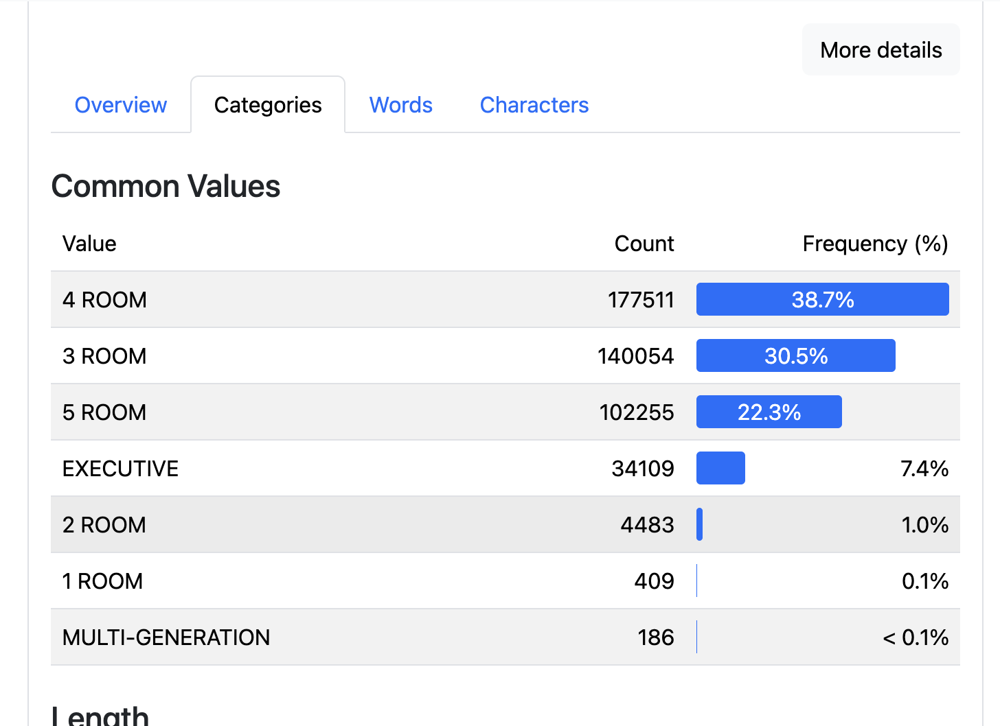 More details
Overview Categories Words Characters
Common Values
Value Count Frequency (%)
4 ROOM 177511 38.7%
3 ROOM 140054 30.5%
5 ROOM 102255 22.3%
EXECUTIVE 34109 7.4%
2 ROOM 4483 1.0%
1 ROOM 409 0.1%
MULTI-GENERATION 186 < 0.1%
Length